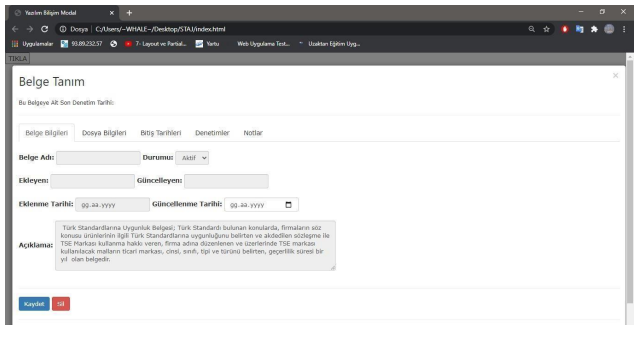 Yazılım Bilişim Modal
Dosya | C:/Users/~WHALE~/Desktop/STAJ/index.html
Uygulamalar 93.89.232.57 7- Layout ve Partial... Yartu Web Uygulama Test... Uzaktan Eğitim Uyg...
TIKLA
Belge Tanım
Bu Belgeye Ait Son Denetim Tarihi:
Belge Bilgileri Dosya Bilgileri Bitiş Tarihleri Denetimler Notlar
Belge Adı: Durumu: Aktif
Ekleyen: Güncelleyen:
Eklenme Tarihi: gg.aa.yyyy Güncellenme Tarihi: gg.aa.yyyy
Açıklama:
Türk Standardlarına Uygunluk Belgesi; Türk Standardı bulunan konularda, firmaların söz
konusu ürünlerinin ilgili Türk Standardlarına uygunluğunu belirten ve akdedilen sözleşme ile
TSE Markası kullanma hakkı veren, firma adına düzenlenen ve üzerlerinde TSE markası
kullanılacak malların ticari markası, cinsi, sınıfı, tipi ve türünü belirten, geçerlilik süresi bir
yıl olan belgedir.
Kaydet Sil